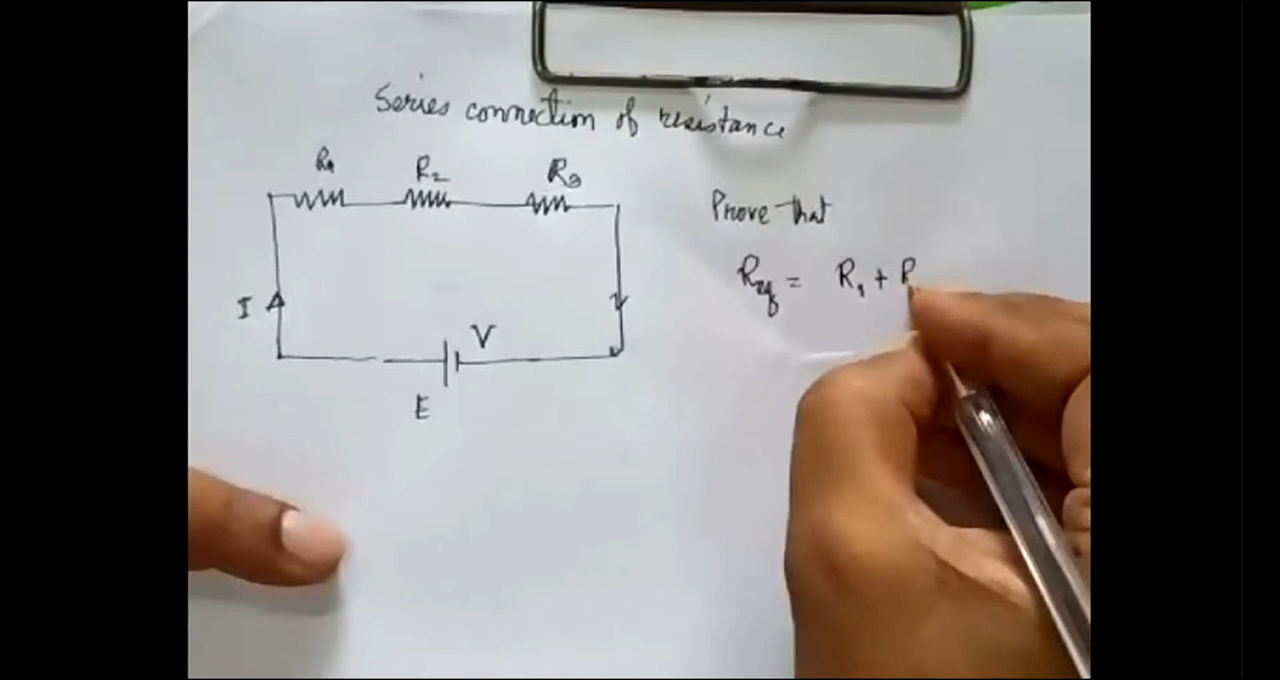 Series connection of resistance
R1 R2 R3
Prove that
Req = R1 + R
I
V
E